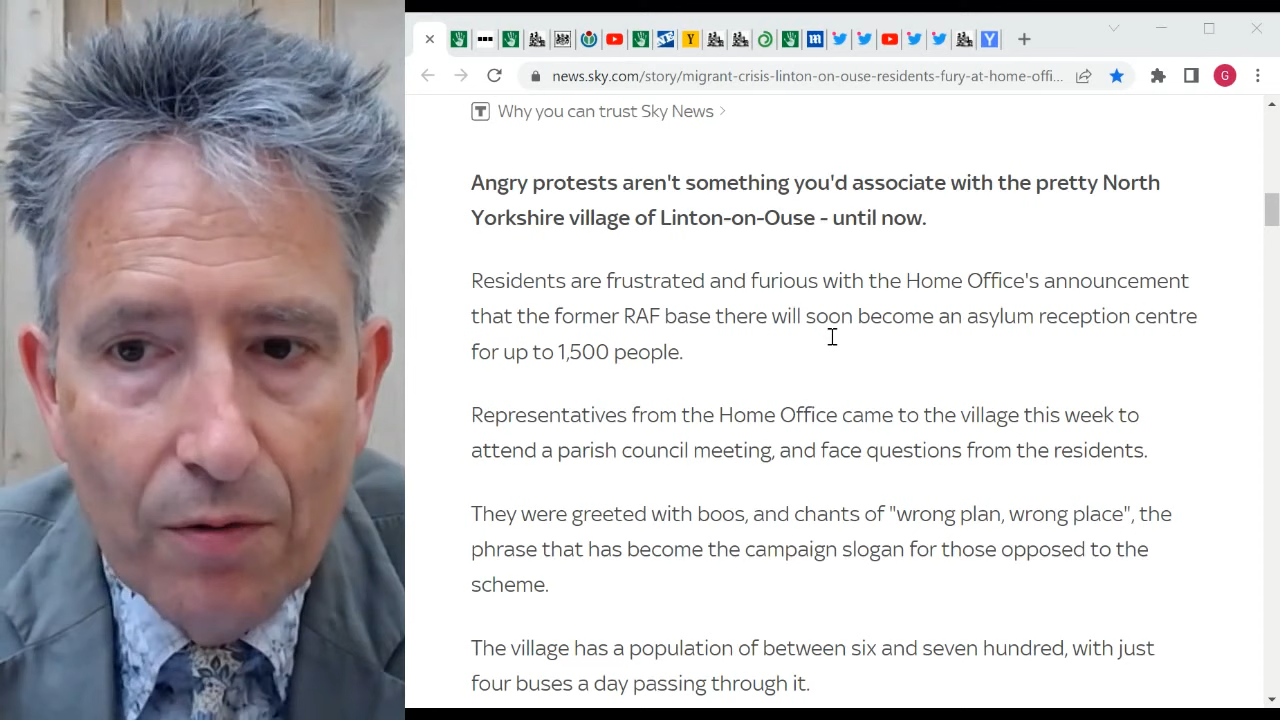 news.sky.com/story/migrant-crisis-linton-on-ouse-residents-fury-at-home-offi...
G
T Why you can trust Sky News >
Angry protests aren't something you'd associate with the pretty North
Yorkshire village of Linton-on-Ouse - until now.
Residents are frustrated and furious with the Home Office's announcement
that the former RAF base there will soon become an asylum reception centre
for up to 1,500 people.
Representatives from the Home Office came to the village this week to
attend a parish council meeting, and face questions from the residents.
They were greeted with boos, and chants of "wrong plan, wrong place", the
phrase that has become the campaign slogan for those opposed to the
scheme.
The village has a population of between six and seven hundred, with just
four buses a day passing through it.